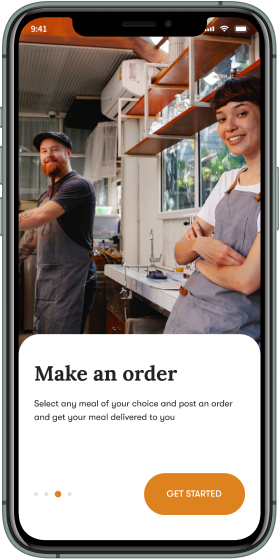 9:41
Make an order
Select any meal of your choice and post an order
and get your meal delivered to you
GET STARTED